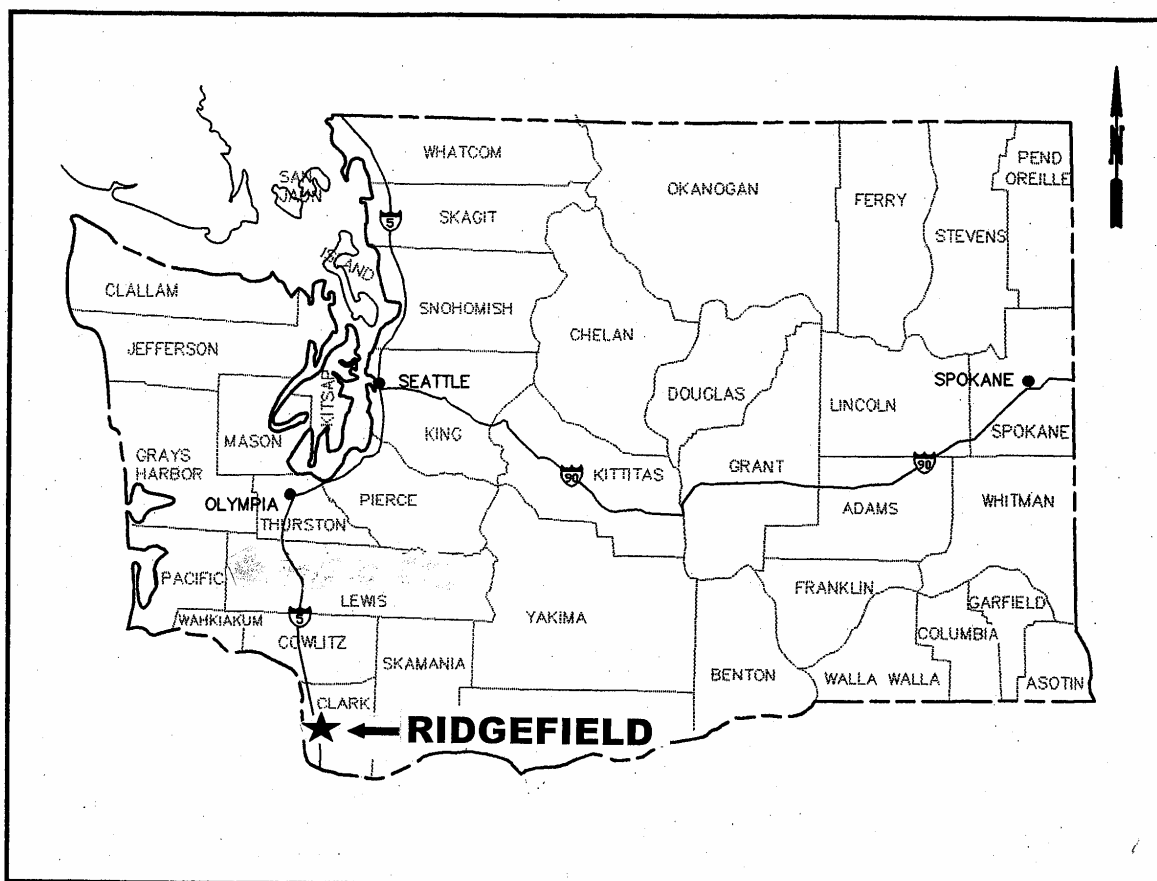 N
WHATCOM
PEND
OREILLE
SAN
JAUN
OKANOGAN
FERRY
SKAGIT
5
STEVENS
ISLAND
CLALLAM
SNOHOMISH
CHELAN
JEFFERSON
SEATTLE
SPOKANE
KITSAP
DOUGLAS
LINCOLN
MASON
KING
SPOKANE
GRAYS
HARBOR
90
KITTITAS
GRANT
90
OLYMPIA
PIERCE
ADAMS
WHITMAN
THURSTON
PACIFIC
LEWIS
FRANKLIN
GARFIELD
WAHKIAKUM
5
YAKIMA
COWLITZ
COLUMBIA
SKAMANIA
BENTON
WALLA WALLA
ASOTIN
CLARK
RIDGEFIELD